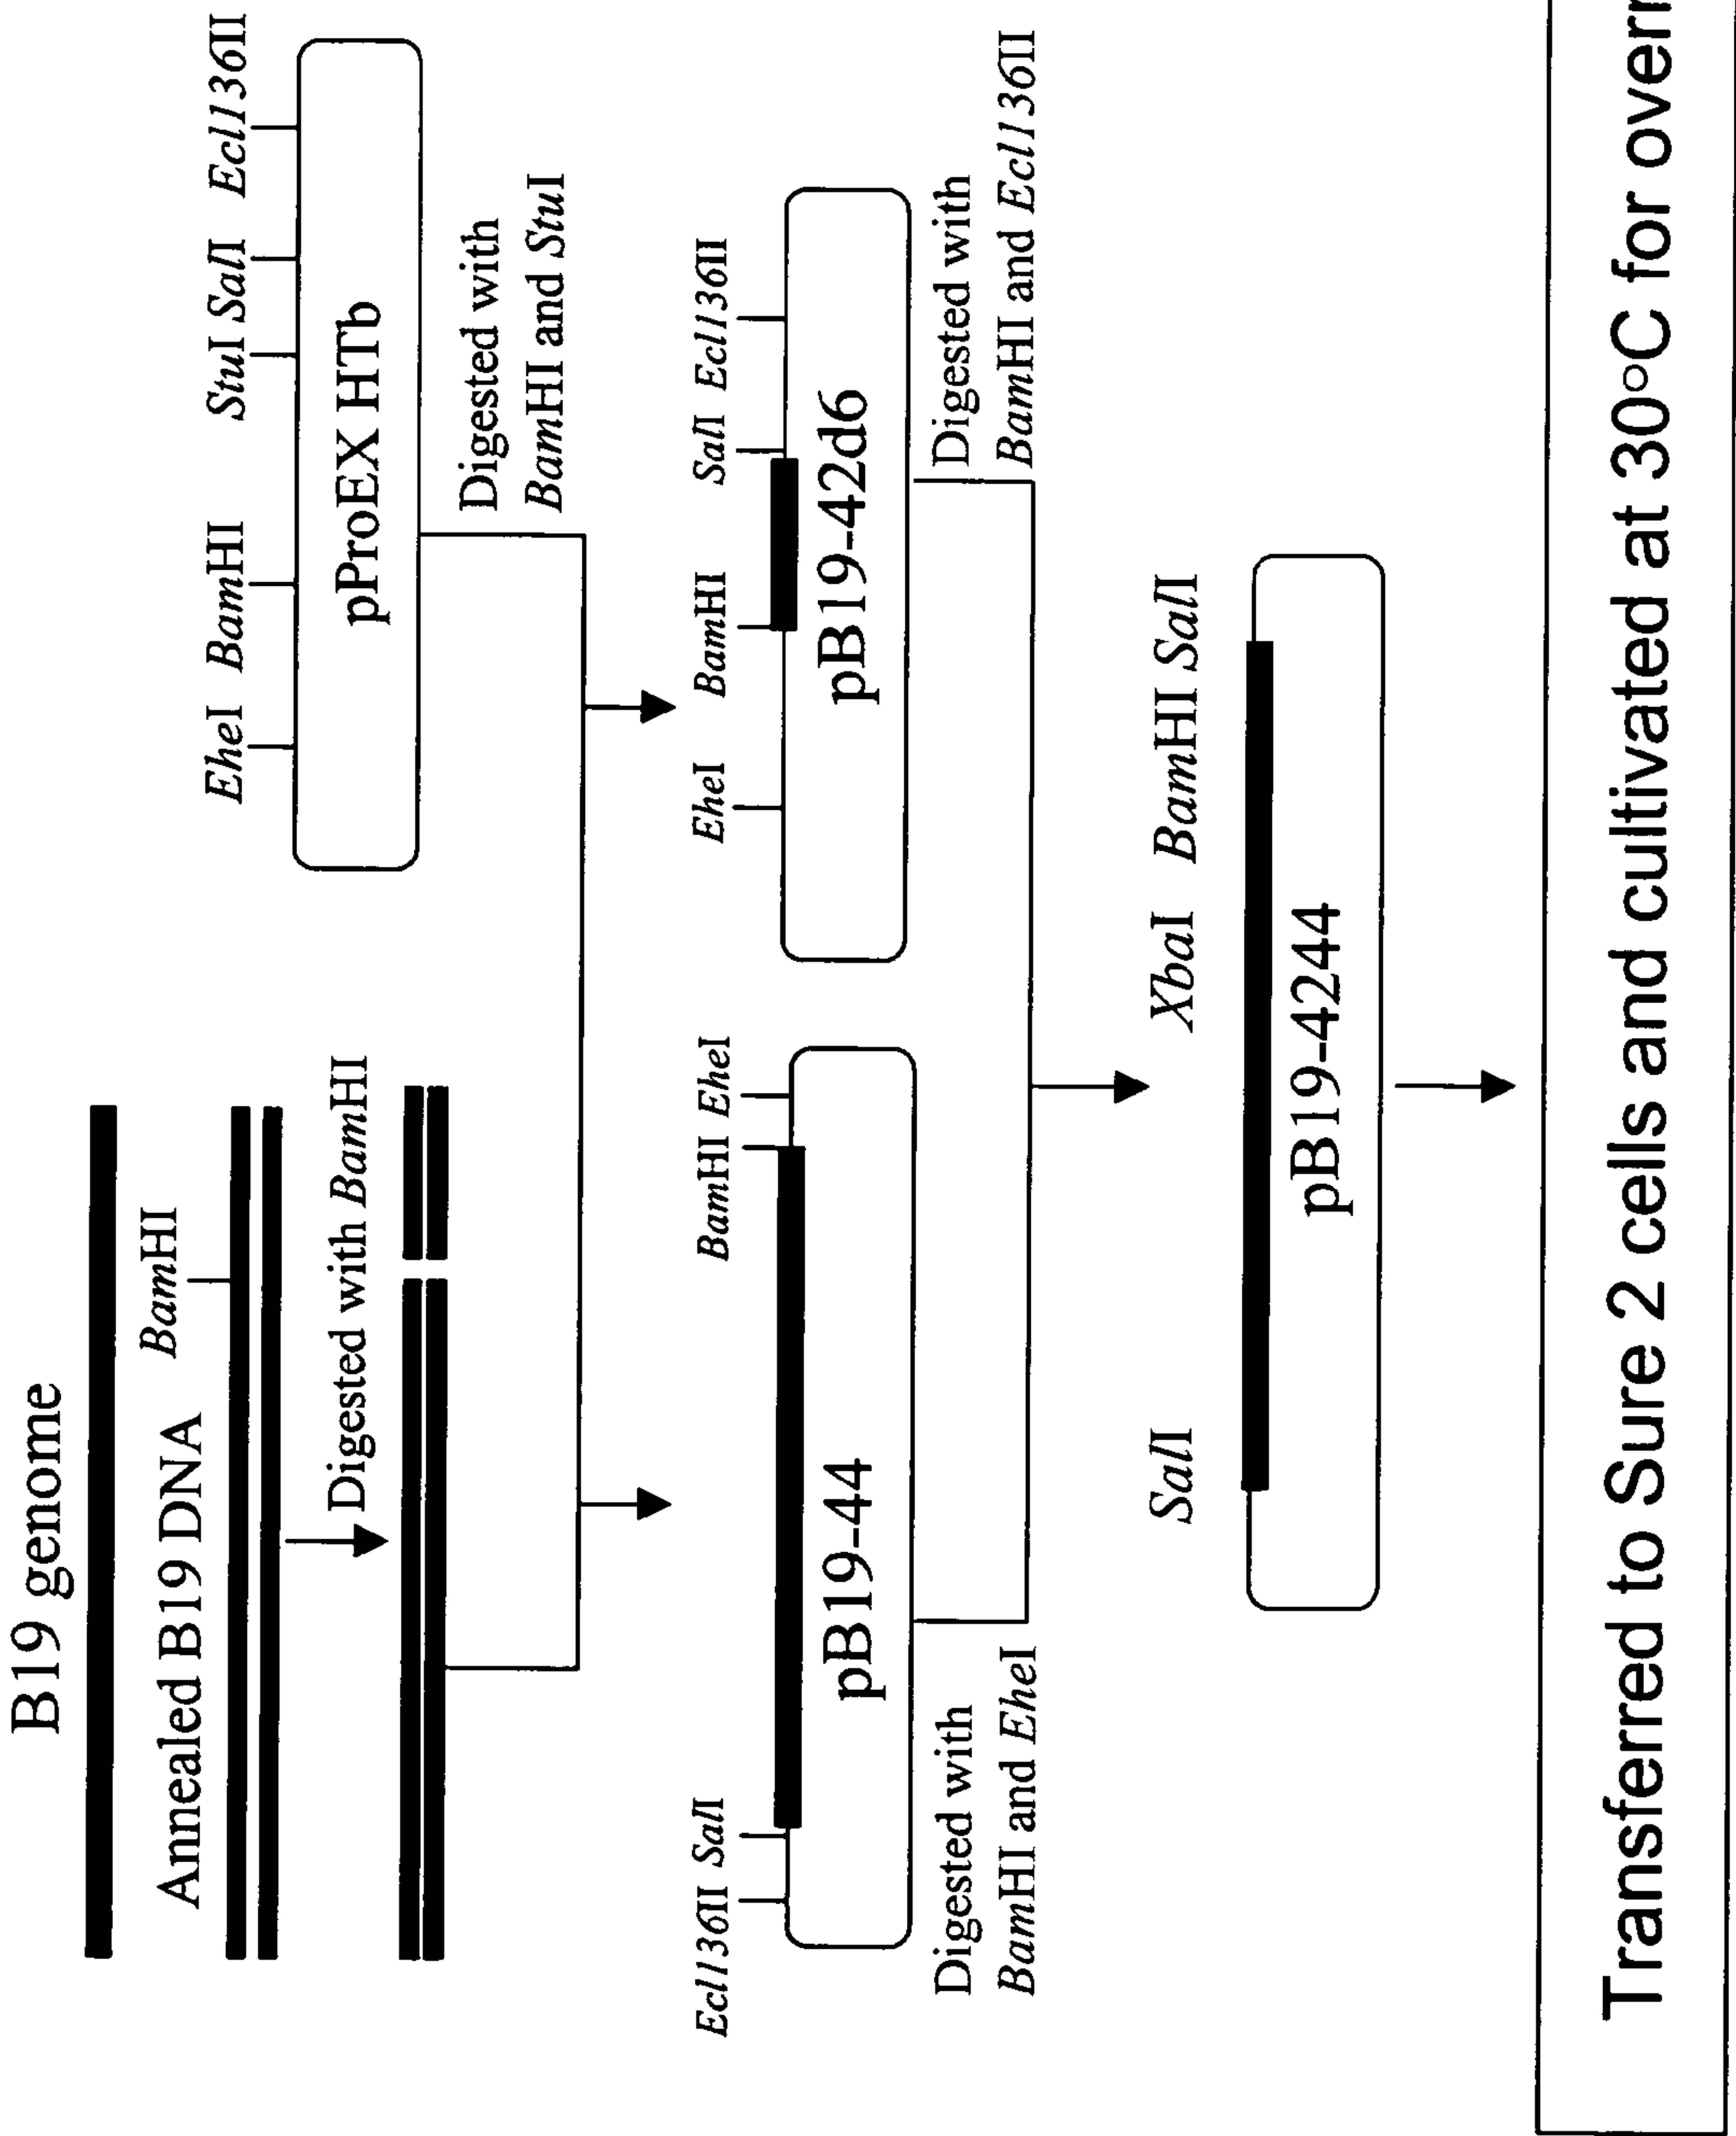 B19 genome
Annealed B19 DNA
BamHI
Digested with BamHI
EheI BamHI StuI SalI Ecl136II
pProEX HTb
Digested with
BamHI and StuI
Ecl136II SalI BamHI EheI
pB19-44
EheI BamHI SalI Ecl136II
pB19-42d6
Digested with
BamHI and EheI
Digested with
BamHI and Ecl136II
SalI XbaI BamHI SalI
pB19-4244
Transferred to Sure 2 cells and cultivated at 30°C for